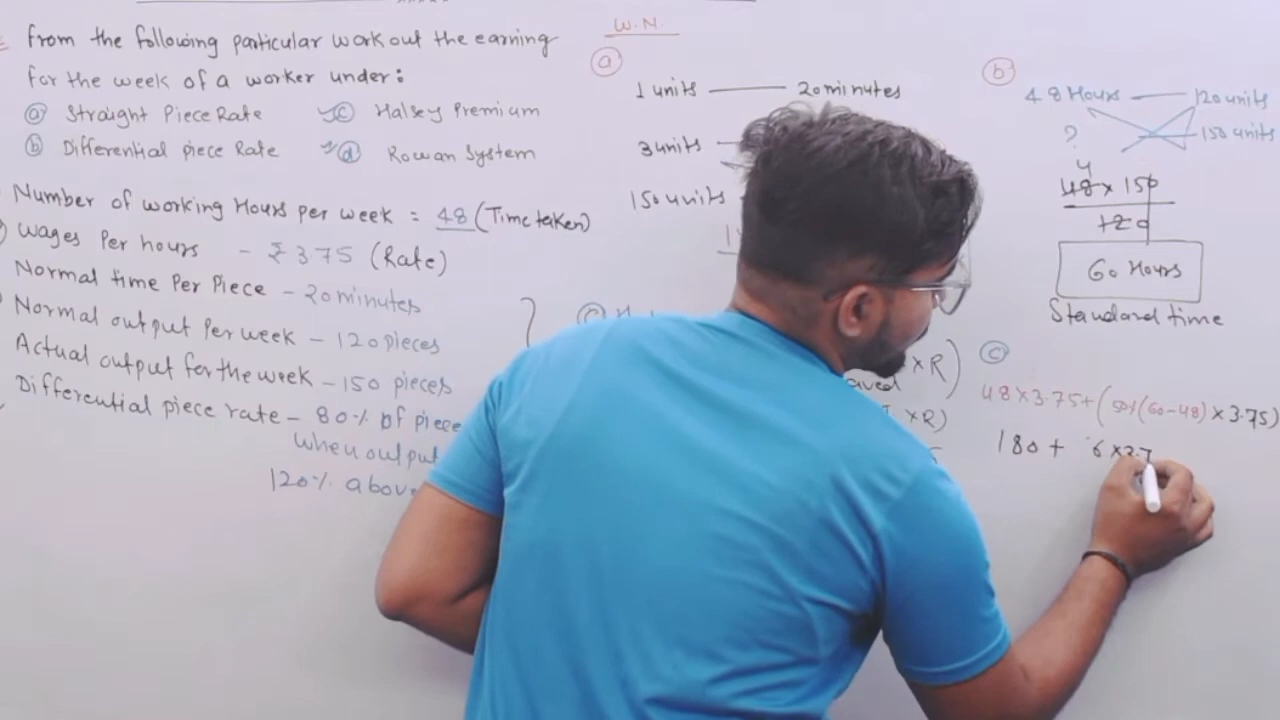 from the following particular work out the earning
for the week of a worker under:
ⓐ Straight Piece Rate ⓒ Halsey Premium
ⓑ Differential piece Rate ⓓ Rowan System
Number of working Hours per week = 48 (Time taken)
Wages Per hours - ₹ 3.75 (Rate)
Normal time Per Piece - 20 minutes
Normal output Per week - 120 pieces
Actual output for the week - 150 pieces
Differential piece rate - 80% of piece
when output
120% above
W.N.
ⓐ
1 units — 20 minutes
3 units —
150 units
ⓒ
× R)
aved
× R)
ⓑ
48 Hours — 120 units
? 150 units
4
48 × 150
120
60 Hours
Standard time
ⓒ
48 × 3.75 + (50% (60-48) × 3.75)
180 + 6 × 3.7